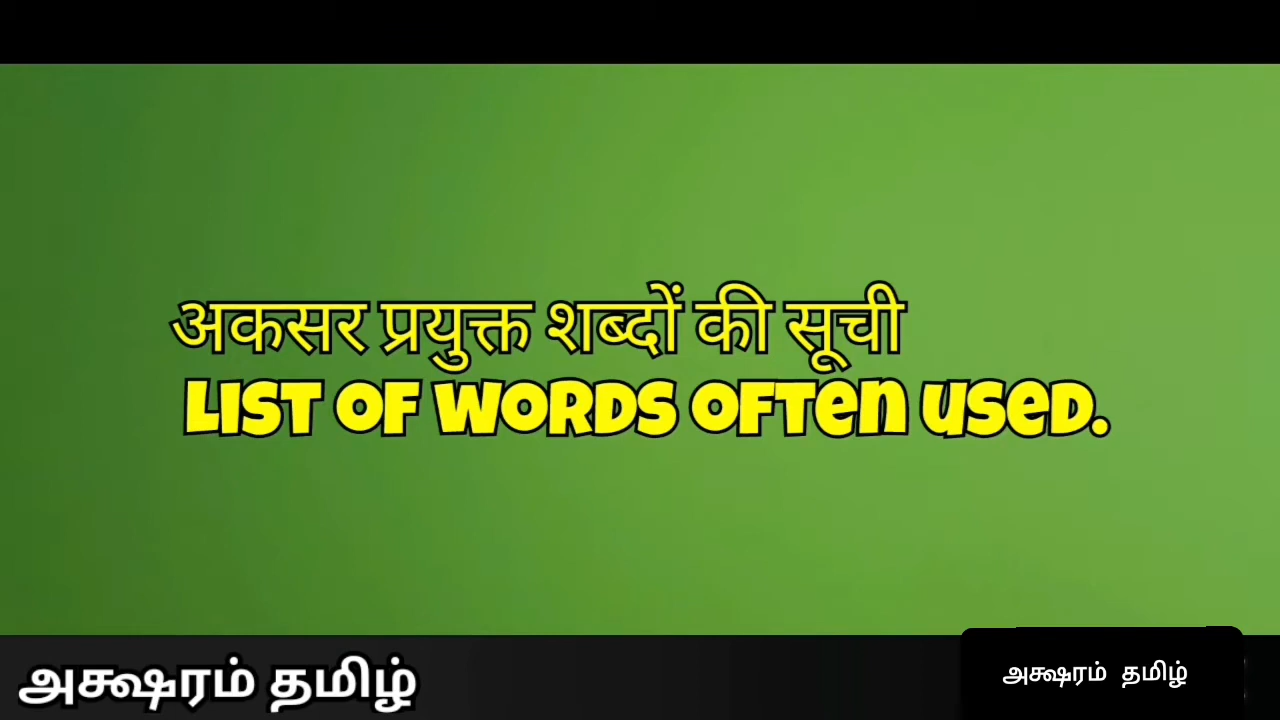 अकसर प्रयुक्त शब्दों की सूची
LIST OF WORDS OFTEN USED.
அக்ஷரம் தமிழ்
அக்ஷரம் தமிழ்